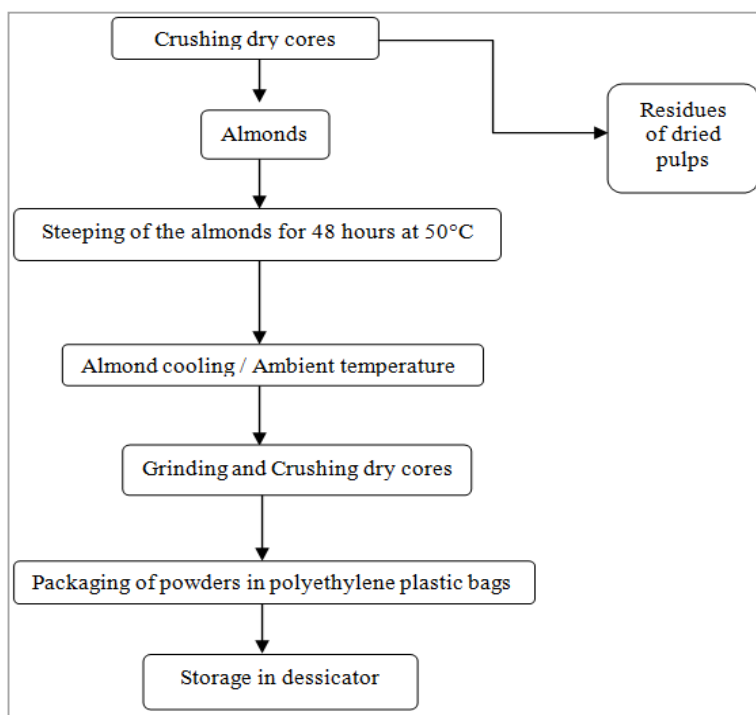 Crushing dry cores
Residues
of dried
pulps
Almonds
Steeping of the almonds for 48 hours at 50°C
Almond cooling / Ambient temperature
Grinding and Crushing dry cores
Packaging of powders in polyethylene plastic bags
Storage in dessicator